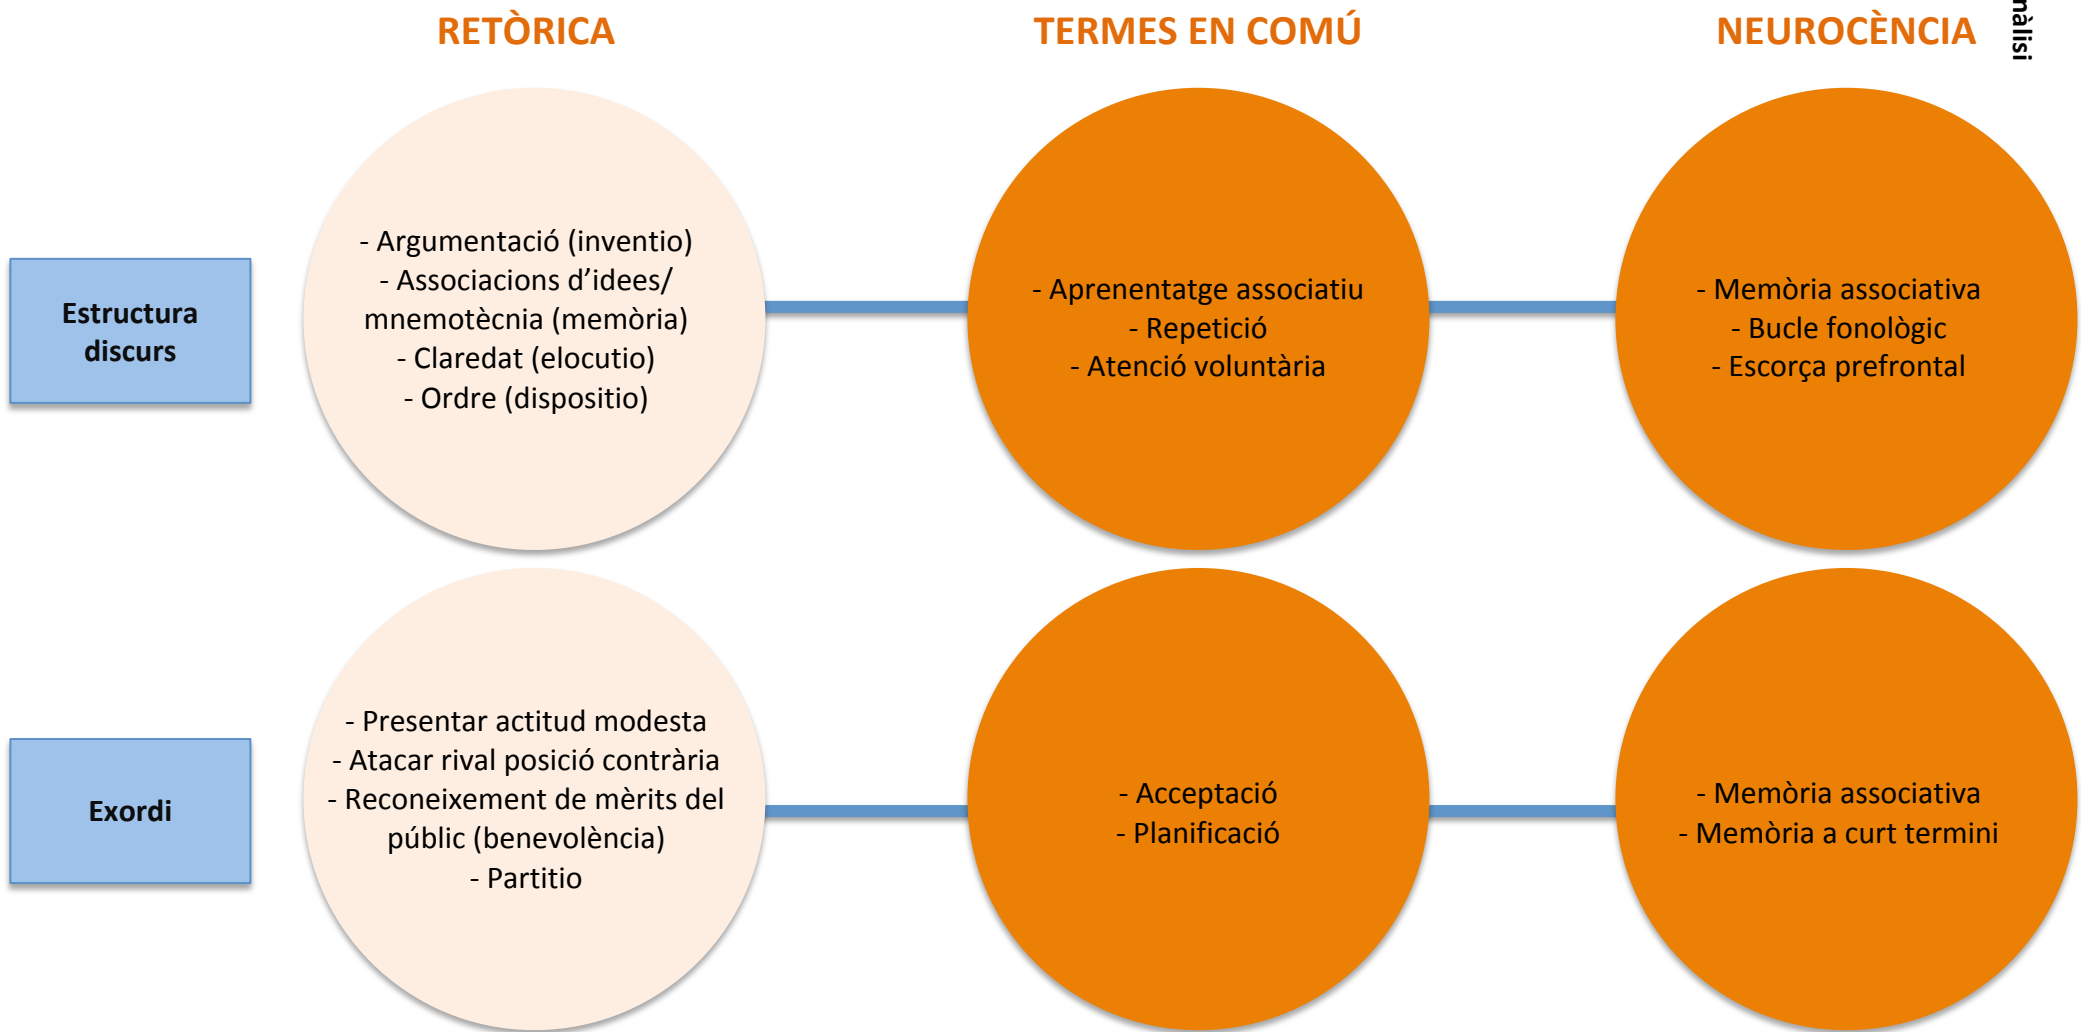 RETÒRICA
TERMES EN COMÚ
NEUROCÈNCIA
nàlisi
Estructura
discurs
- Argumentació (inventio)
- Associacions d’idees/
mnemotècnia (memòria)
- Claredat (elocutio)
- Ordre (dispositio)
- Aprenentatge associatiu
- Repetició
- Atenció voluntària
- Memòria associativa
- Bucle fonològic
- Escorça prefrontal
Exordi
- Presentar actitud modesta
- Atacar rival posició contrària
- Reconeixement de mèrits del
públic (benevolència)
- Partitio
- Acceptació
- Planificació
- Memòria associativa
- Memòria a curt termini